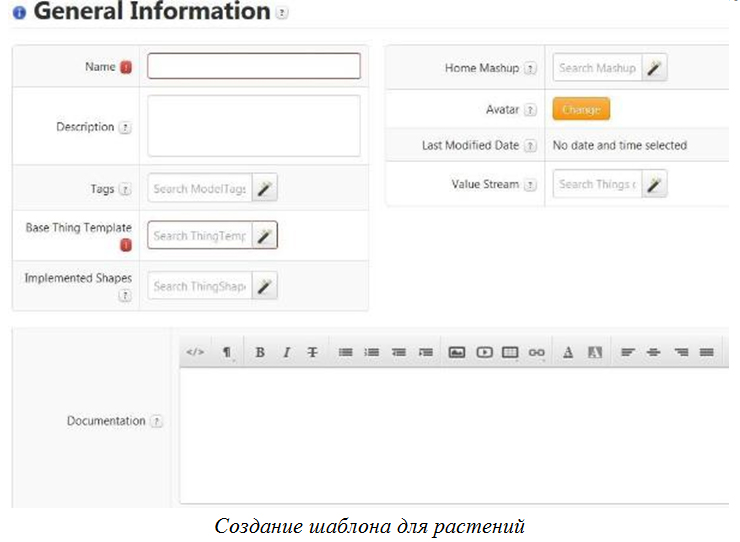 General Information ?
Name !
Description ?
Tags ? Search ModelTags
Base Thing Template ! Search ThingTemp
Implemented Shapes ? Search ThingShape
Home Mashup ? Search Mashup
Avatar ? Change
Last Modified Date ? No date and time selected
Value Stream ? Search Things
Documentation ?
Создание шаблона для растений